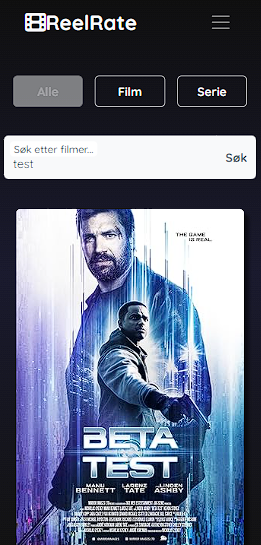 ReelRate
Alle Film Serie
Søk etter filmer...
test Søk
THE GAME
IS REAL.
BETA
TEST
MANU BENNETT LARENZ TATE LINDEN ASHBY